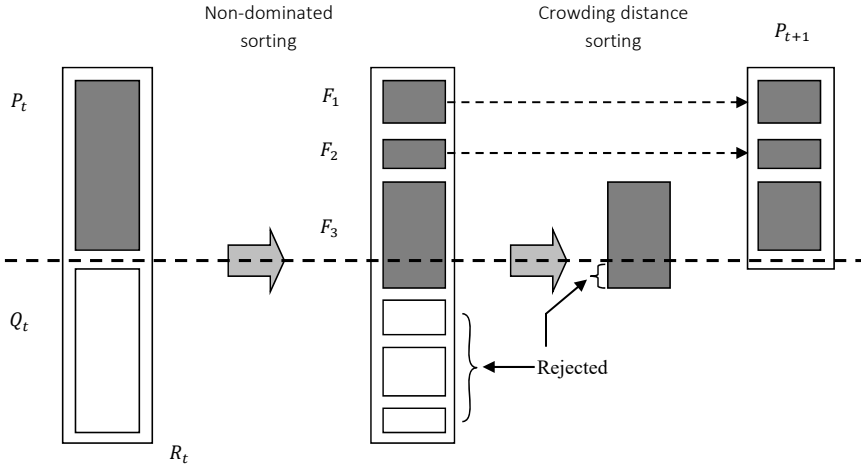 Non-dominated
sorting
Crowding distance
sorting
P_{t+1}
P_t
F_1
F_2
F_3
Q_t
Rejected
R_t